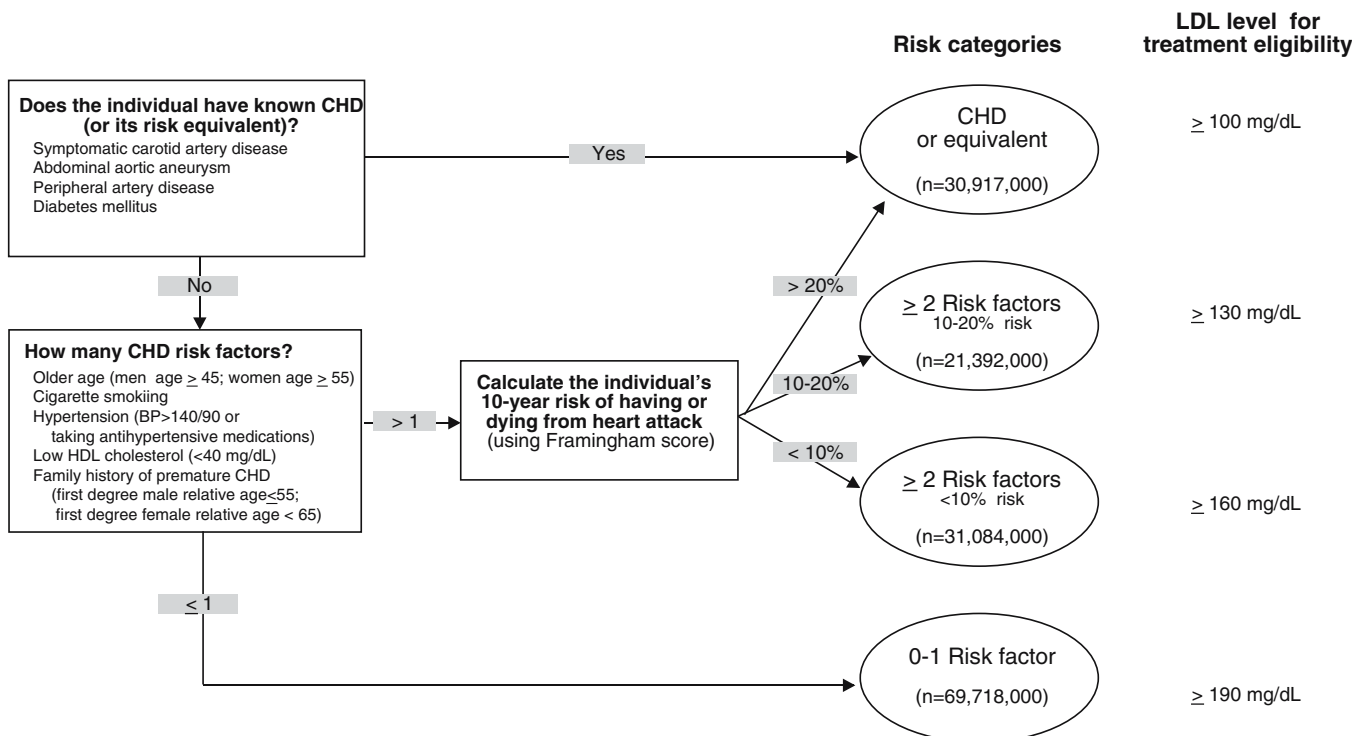 Risk categories
LDL level for
treatment eligibility
Does the individual have known CHD
(or its risk equivalent)?
Symptomatic carotid artery disease
Abdominal aortic aneurysm
Peripheral artery disease
Diabetes mellitus
Yes
CHD
or equivalent
(n=30,917,000)
≥ 100 mg/dL
No
> 20%
≥ 2 Risk factors
10-20% risk
(n=21,392,000)
≥ 130 mg/dL
How many CHD risk factors?
Older age (men age ≥ 45; women age ≥ 55)
Cigarette smokiing
Hypertension (BP>140/90 or
taking antihypertensive medications)
Low HDL cholesterol (<40 mg/dL)
Family history of premature CHD
(first degree male relative age≤55;
first degree female relative age < 65)
> 1
Calculate the individual's
10-year risk of having or
dying from heart attack
(using Framingham score)
10-20%
< 10%
≥ 2 Risk factors
<10% risk
(n=31,084,000)
≥ 160 mg/dL
≤ 1
0-1 Risk factor
(n=69,718,000)
≥ 190 mg/dL